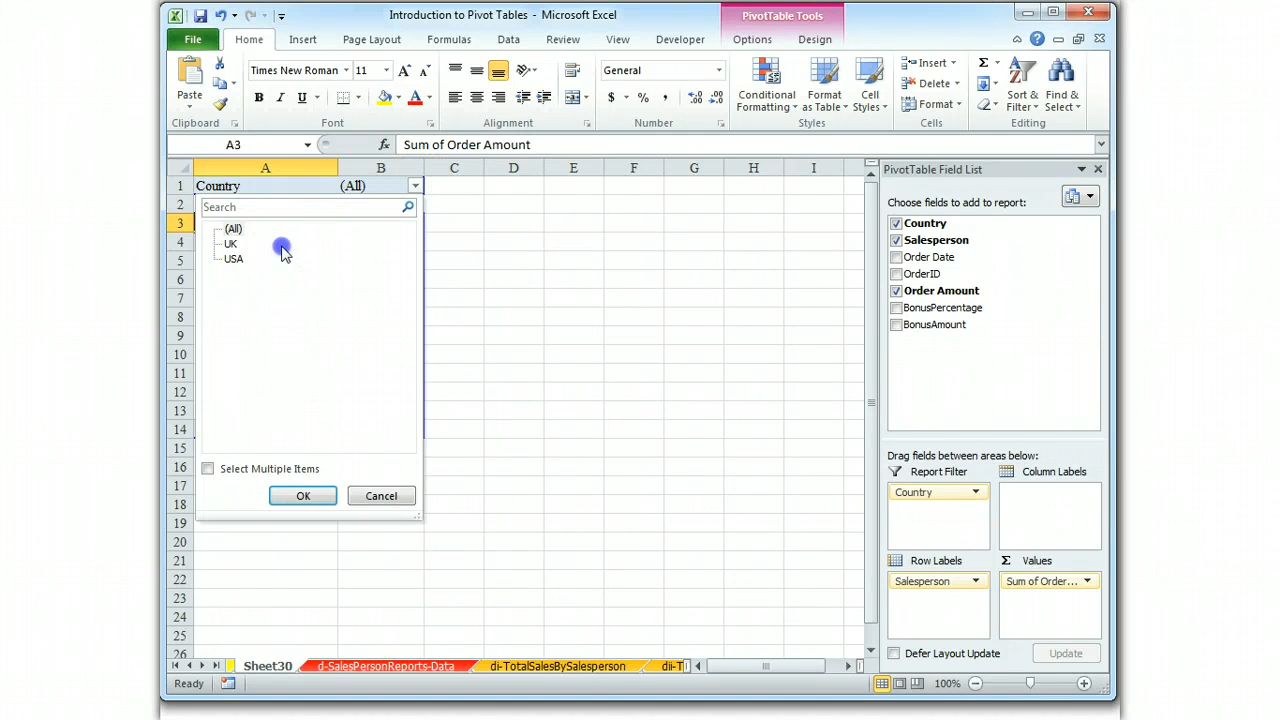 Introduction to Pivot Tables - Microsoft Excel
PivotTable Tools
File Home Insert Page Layout Formulas Data Review View Developer Options Design
Paste
Clipboard
Times New Roman 11
B I U A
Font
Alignment
General
$ % ,
Number
Conditional Formatting
Format as Table
Cell Styles
Styles
Insert
Delete
Format
Cells
Sort & Filter
Find & Select
Editing
A3 fx Sum of Order Amount
A B C D E F G H I
1 Country (All)
2
3
4
5
6
7
8
9
10
11
12
13
14
15
16
17
18
19
20
21
22
23
24
25
26
Search
(All)
UK
USA
Select Multiple Items
OK Cancel
PivotTable Field List
Choose fields to add to report:
Country
Salesperson
Order Date
OrderID
Order Amount
BonusPercentage
BonusAmount
Drag fields between areas below:
Report Filter Column Labels
Country
Row Labels Σ Values
Salesperson Sum of Order...
Defer Layout Update Update
Sheet30 d-SalesPersonReports-Data di-TotalSalesBySalesperson dii-T
Ready 100%